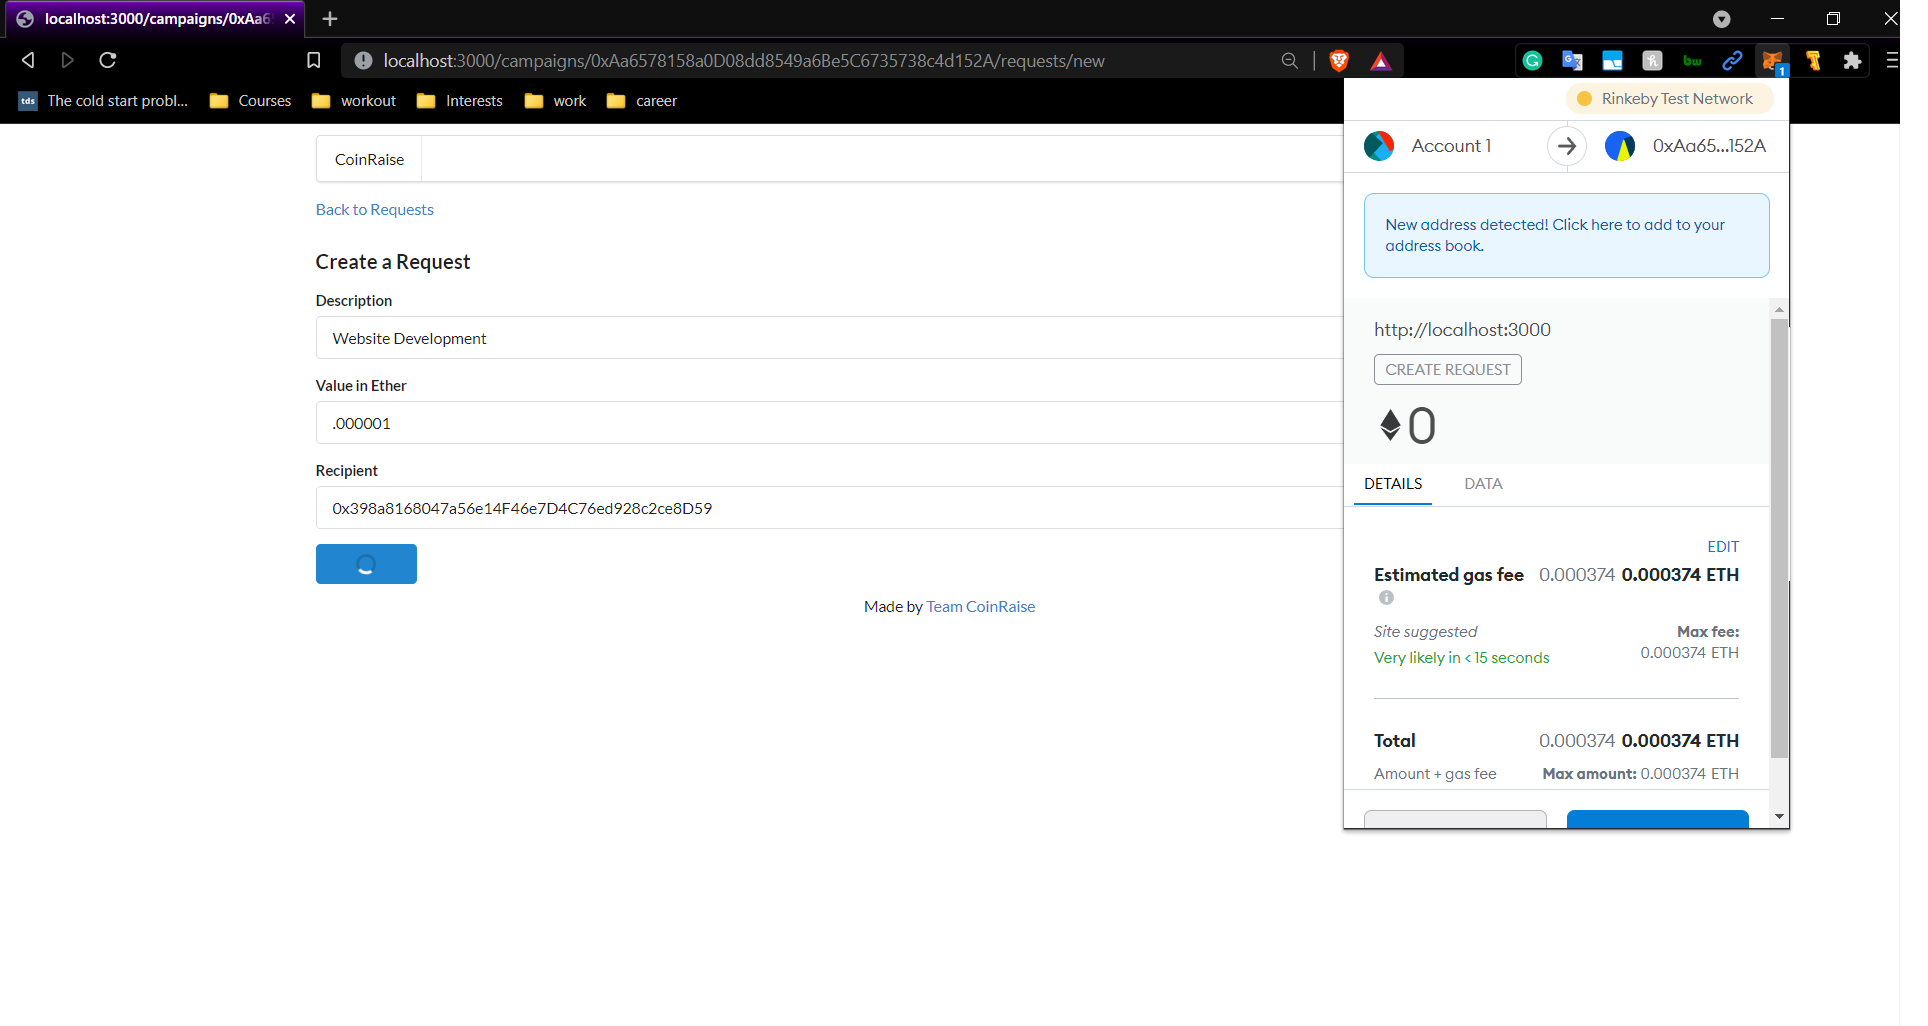 localhost:3000/campaigns/0xAa65
localhost:3000/campaigns/0xAa6578158a0D08dd8549a6Be5C6735738c4d152A/requests/new
bw
1
tds The cold start probl... Courses workout Interests work career
Rinkeby Test Network
CoinRaise
Account 1 0xAa65...152A
Back to Requests
New address detected! Click here to add to your
address book.
Create a Request
Description
Website Development
http://localhost:3000
CREATE REQUEST
Value in Ether
.000001
0
Recipient
0x398a8168047a56e14F46e7D4C76ed928c2ce8D59
DETAILS DATA
EDIT
Estimated gas fee 0.000374 0.000374 ETH
Made by Team CoinRaise
Site suggested Max fee:
Very likely in < 15 seconds 0.000374 ETH
Total 0.000374 0.000374 ETH
Amount + gas fee Max amount: 0.000374 ETH